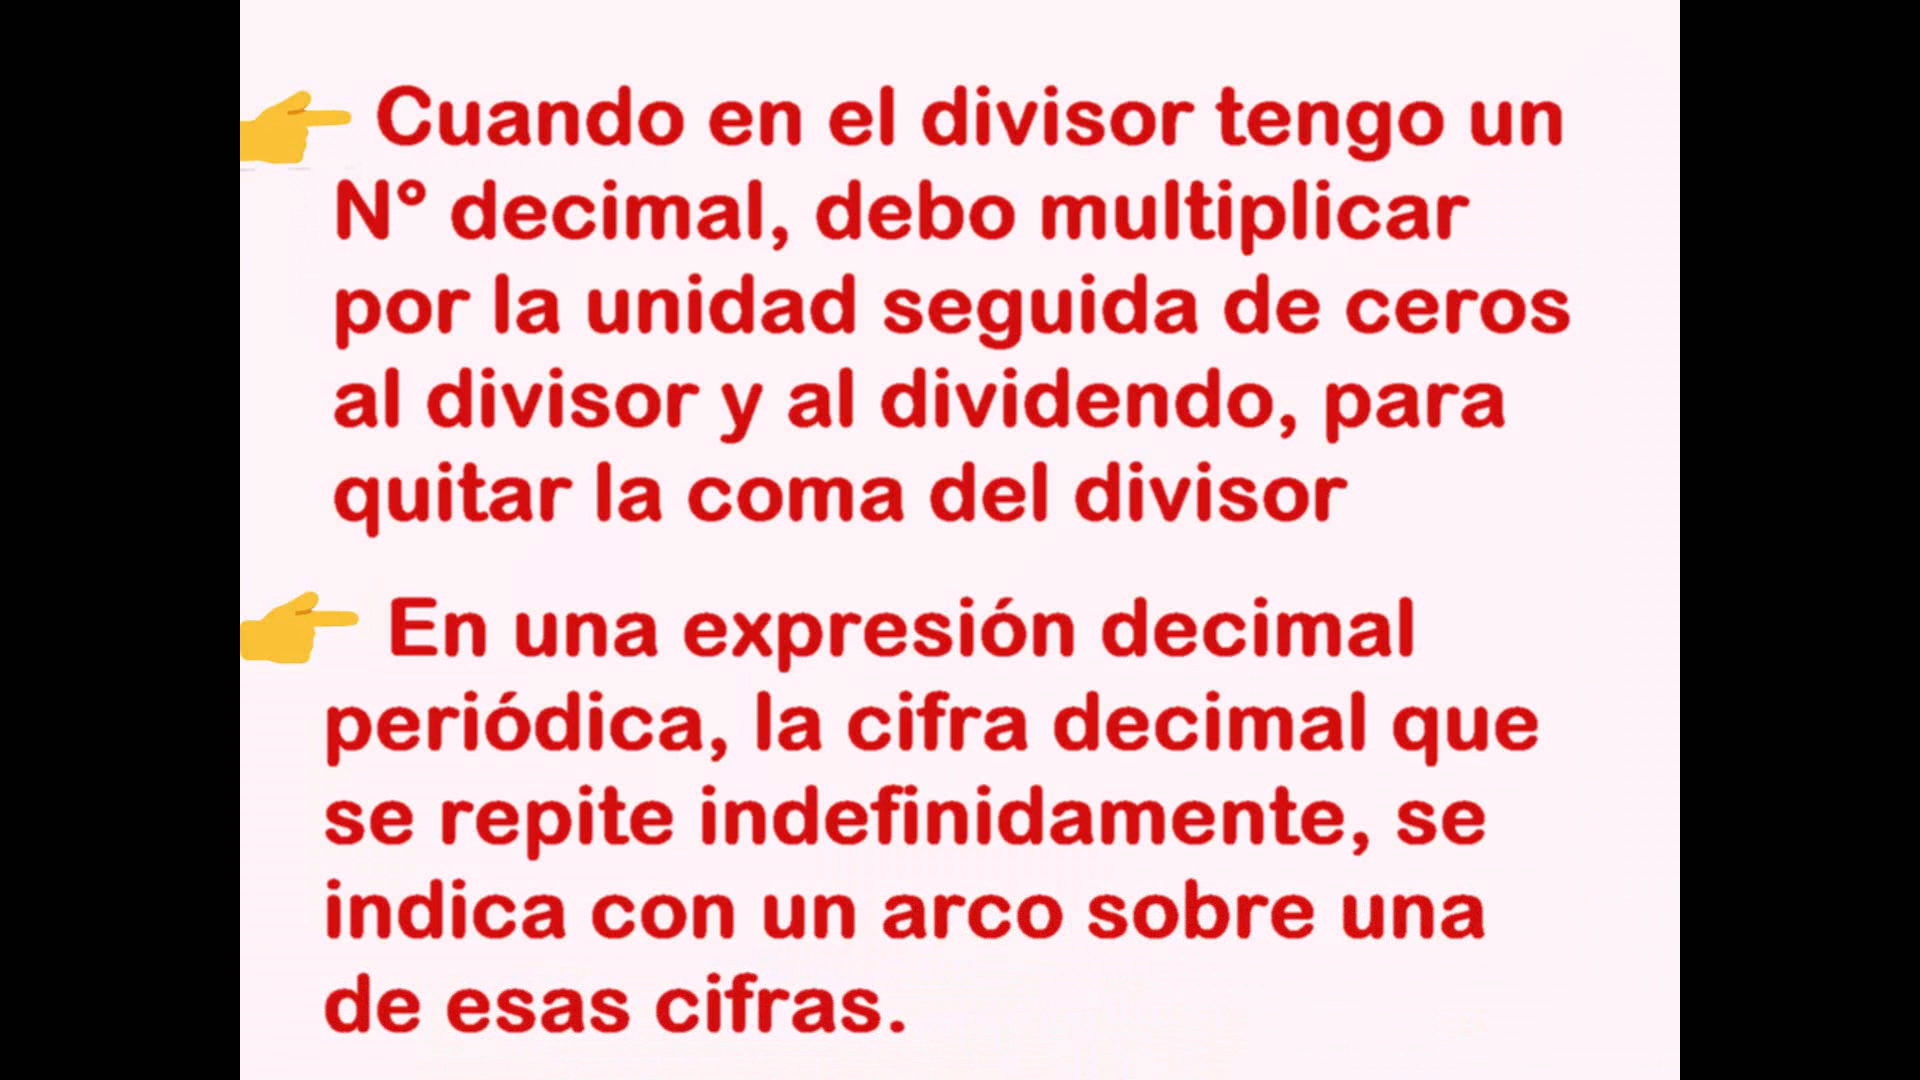 Cuando en el divisor tengo un
N° decimal, debo multiplicar
por la unidad seguida de ceros
al divisor y al dividendo, para
quitar la coma del divisor
En una expresión decimal
periódica, la cifra decimal que
se repite indefinidamente, se
indica con un arco sobre una
de esas cifras.